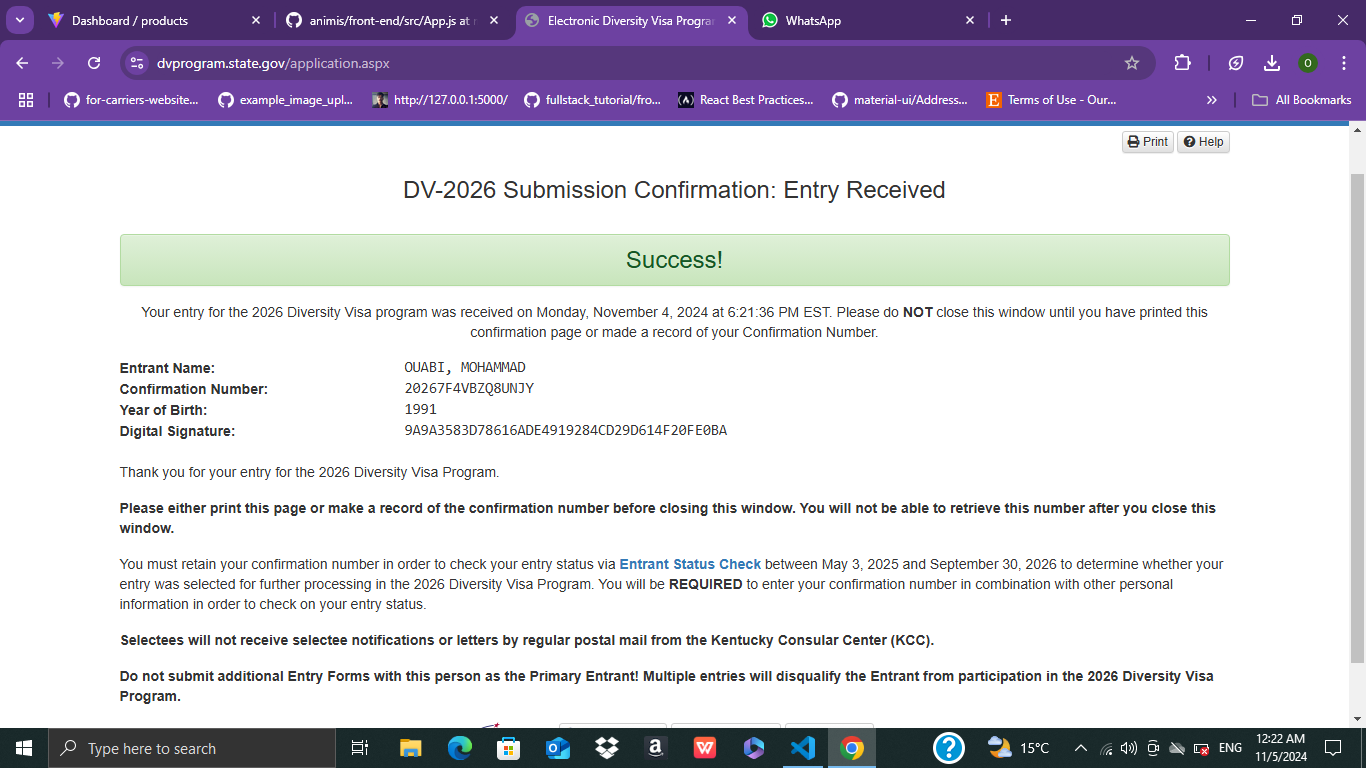 Dashboard / products
animis/front-end/src/App.js at
Electronic Diversity Visa Progra
WhatsApp
dvprogram.state.gov/application.aspx
O
for-carriers-website...
example_image_upl...
http://127.0.0.1:5000/
fullstack_tutorial/fro...
React Best Practices...
material-ui/Address...
E
Terms of Use - Our...
»
All Bookmarks
Print
Help
DV-2026 Submission Confirmation: Entry Received
Success!
Your entry for the 2026 Diversity Visa program was received on Monday, November 4, 2024 at 6:21:36 PM EST. Please do NOT close this window until you have printed this
confirmation page or made a record of your Confirmation Number.
Entrant Name: OUABI, MOHAMMAD
Confirmation Number: 20267F4VBZQ8UNJY
Year of Birth: 1991
Digital Signature: 9A9A3583D78616ADE4919284CD29D614F20FE0BA
Thank you for your entry for the 2026 Diversity Visa Program.
Please either print this page or make a record of the confirmation number before closing this window. You will not be able to retrieve this number after you close this
window.
You must retain your confirmation number in order to check your entry status via Entrant Status Check between May 3, 2025 and September 30, 2026 to determine whether your
entry was selected for further processing in the 2026 Diversity Visa Program. You will be REQUIRED to enter your confirmation number in combination with other personal
information in order to check on your entry status.
Selectees will not receive selectee notifications or letters by regular postal mail from the Kentucky Consular Center (KCC).
Do not submit additional Entry Forms with this person as the Primary Entrant! Multiple entries will disqualify the Entrant from participation in the 2026 Diversity Visa
Program.
Type here to search
15°C
ENG
12:22 AM
11/5/2024